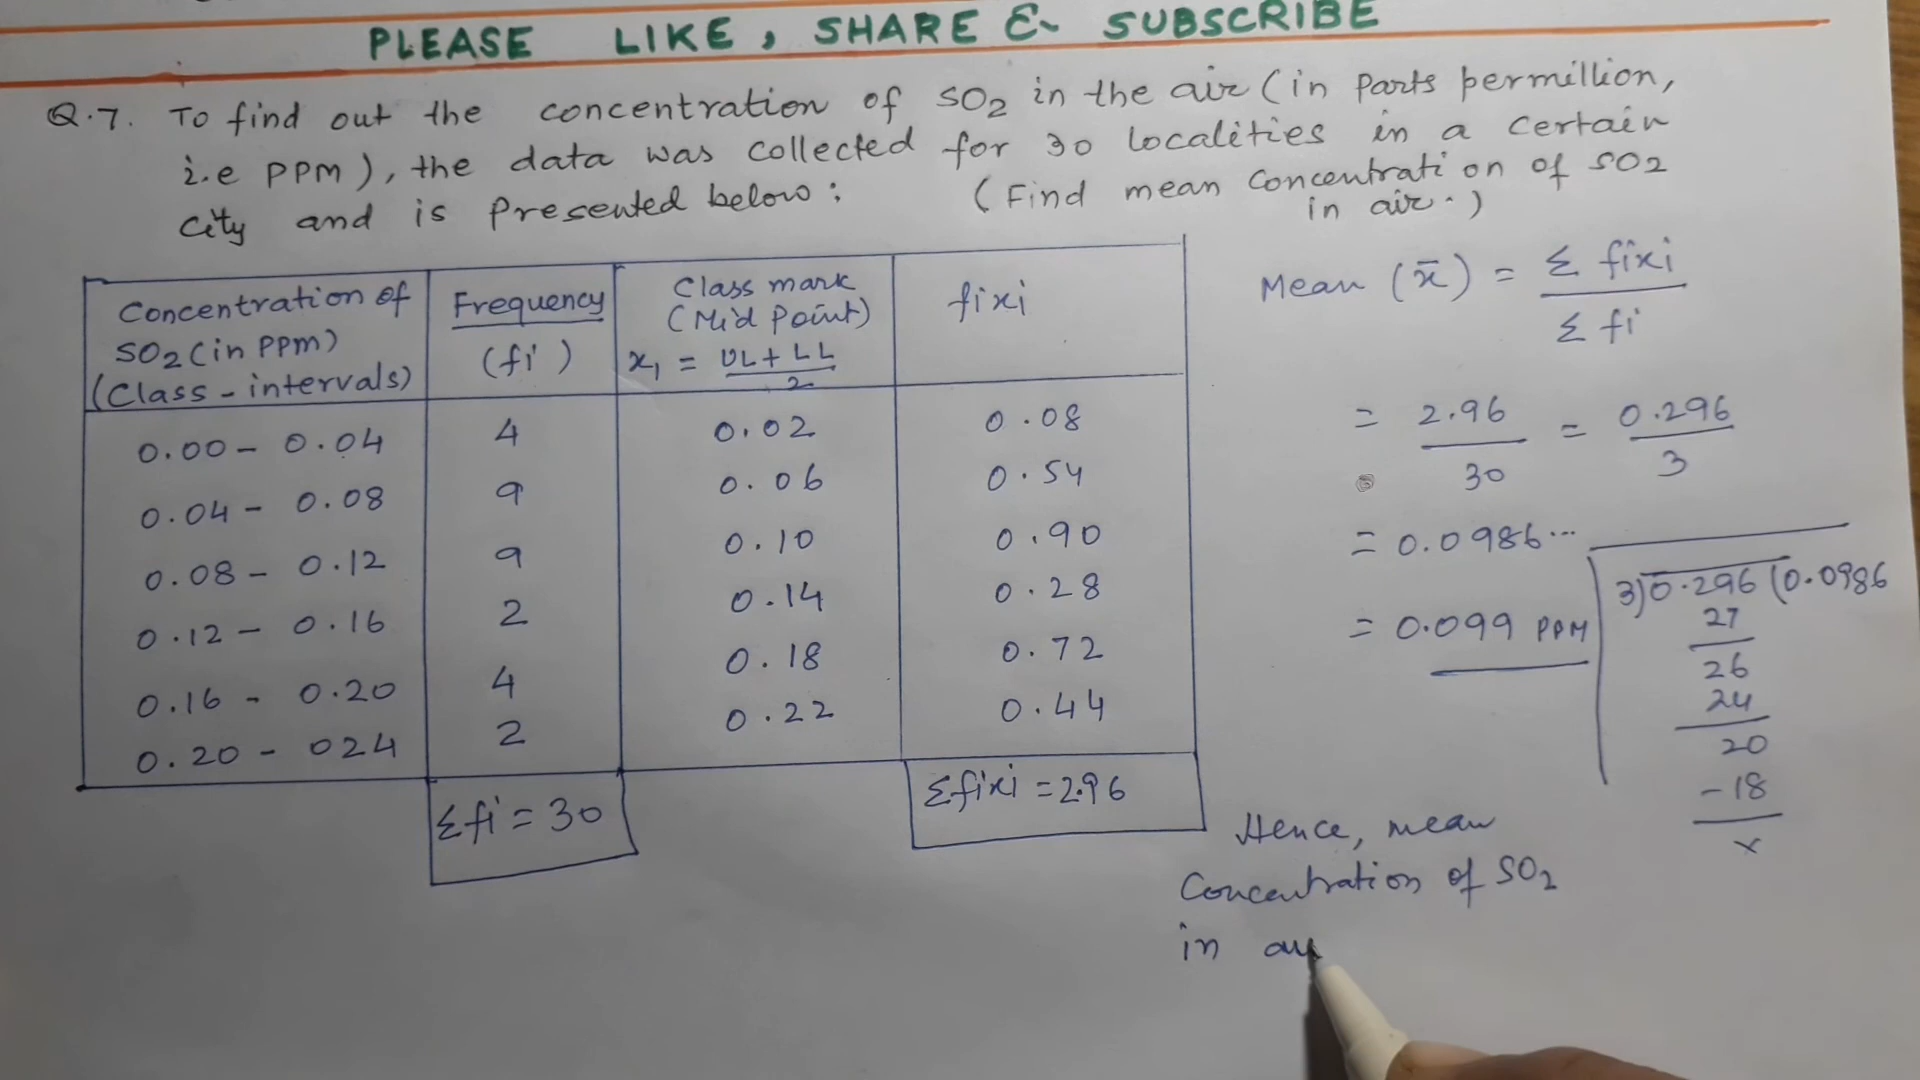 PLEASE LIKE, SHARE & SUBSCRIBE
Q.7. To find out the concentration of SO2 in the air (in parts permillion,
i.e PPM), the data was collected for 30 localities in a certain
city and is presented below: (Find mean concentration of SO2
in air.)
Concentration of
SO2 (in PPm)
(Class-intervals)
Frequency
(fi)
Class mark
(Mid Point)
x1 = UL+LL
2
fixi
0.00 - 0.04 4 0.02 0.08
0.04 - 0.08 9 0.06 0.54
0.08 - 0.12 9 0.10 0.90
0.12 - 0.16 2 0.14 0.28
0.16 - 0.20 4 0.18 0.72
0.20 - 024 2 0.22 0.44
Σfi = 30
Σfixi = 2.96
Mean (x̄) = Σ fixi
Σ fi
= 2.96 = 0.296
30 3
= 0.0986...
= 0.099 PPM
3)0.296(0.0986
27
26
24
20
-18
x
Hence, mean
Concentration of SO2
in